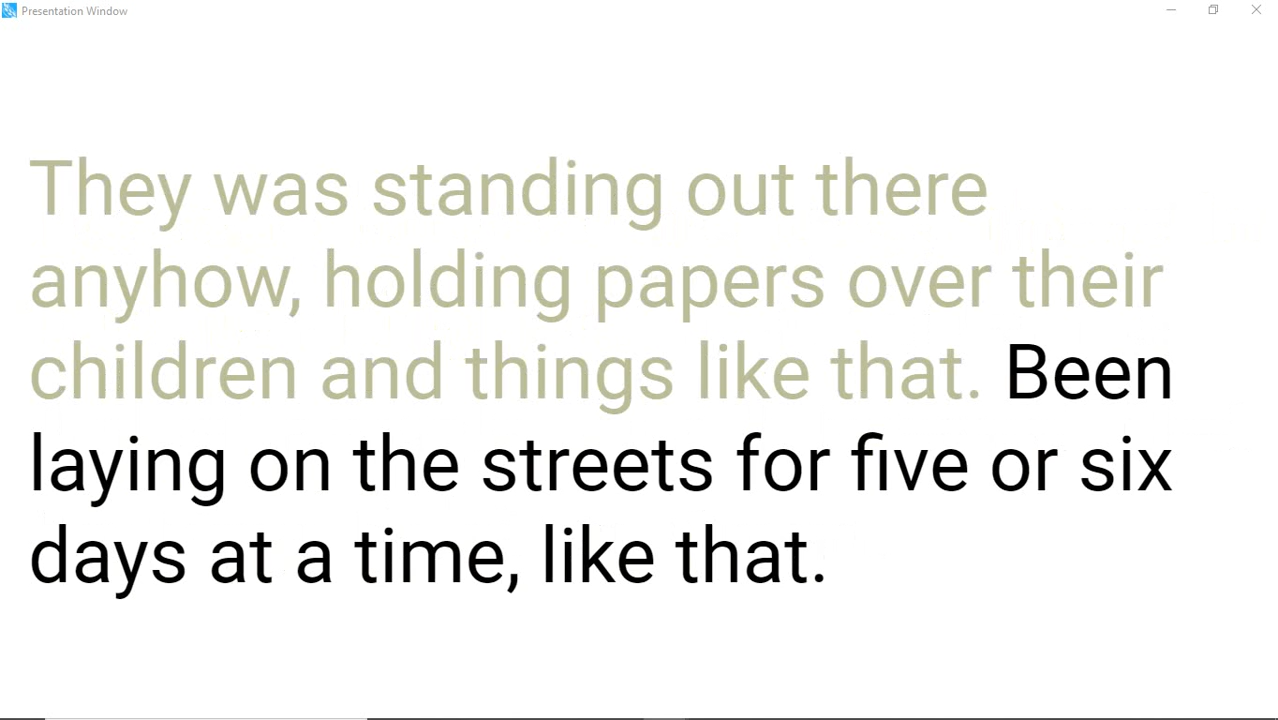 Presentation Window
They was standing out there
anyhow, holding papers over their
children and things like that. Been
laying on the streets for five or six
days at a time, like that.